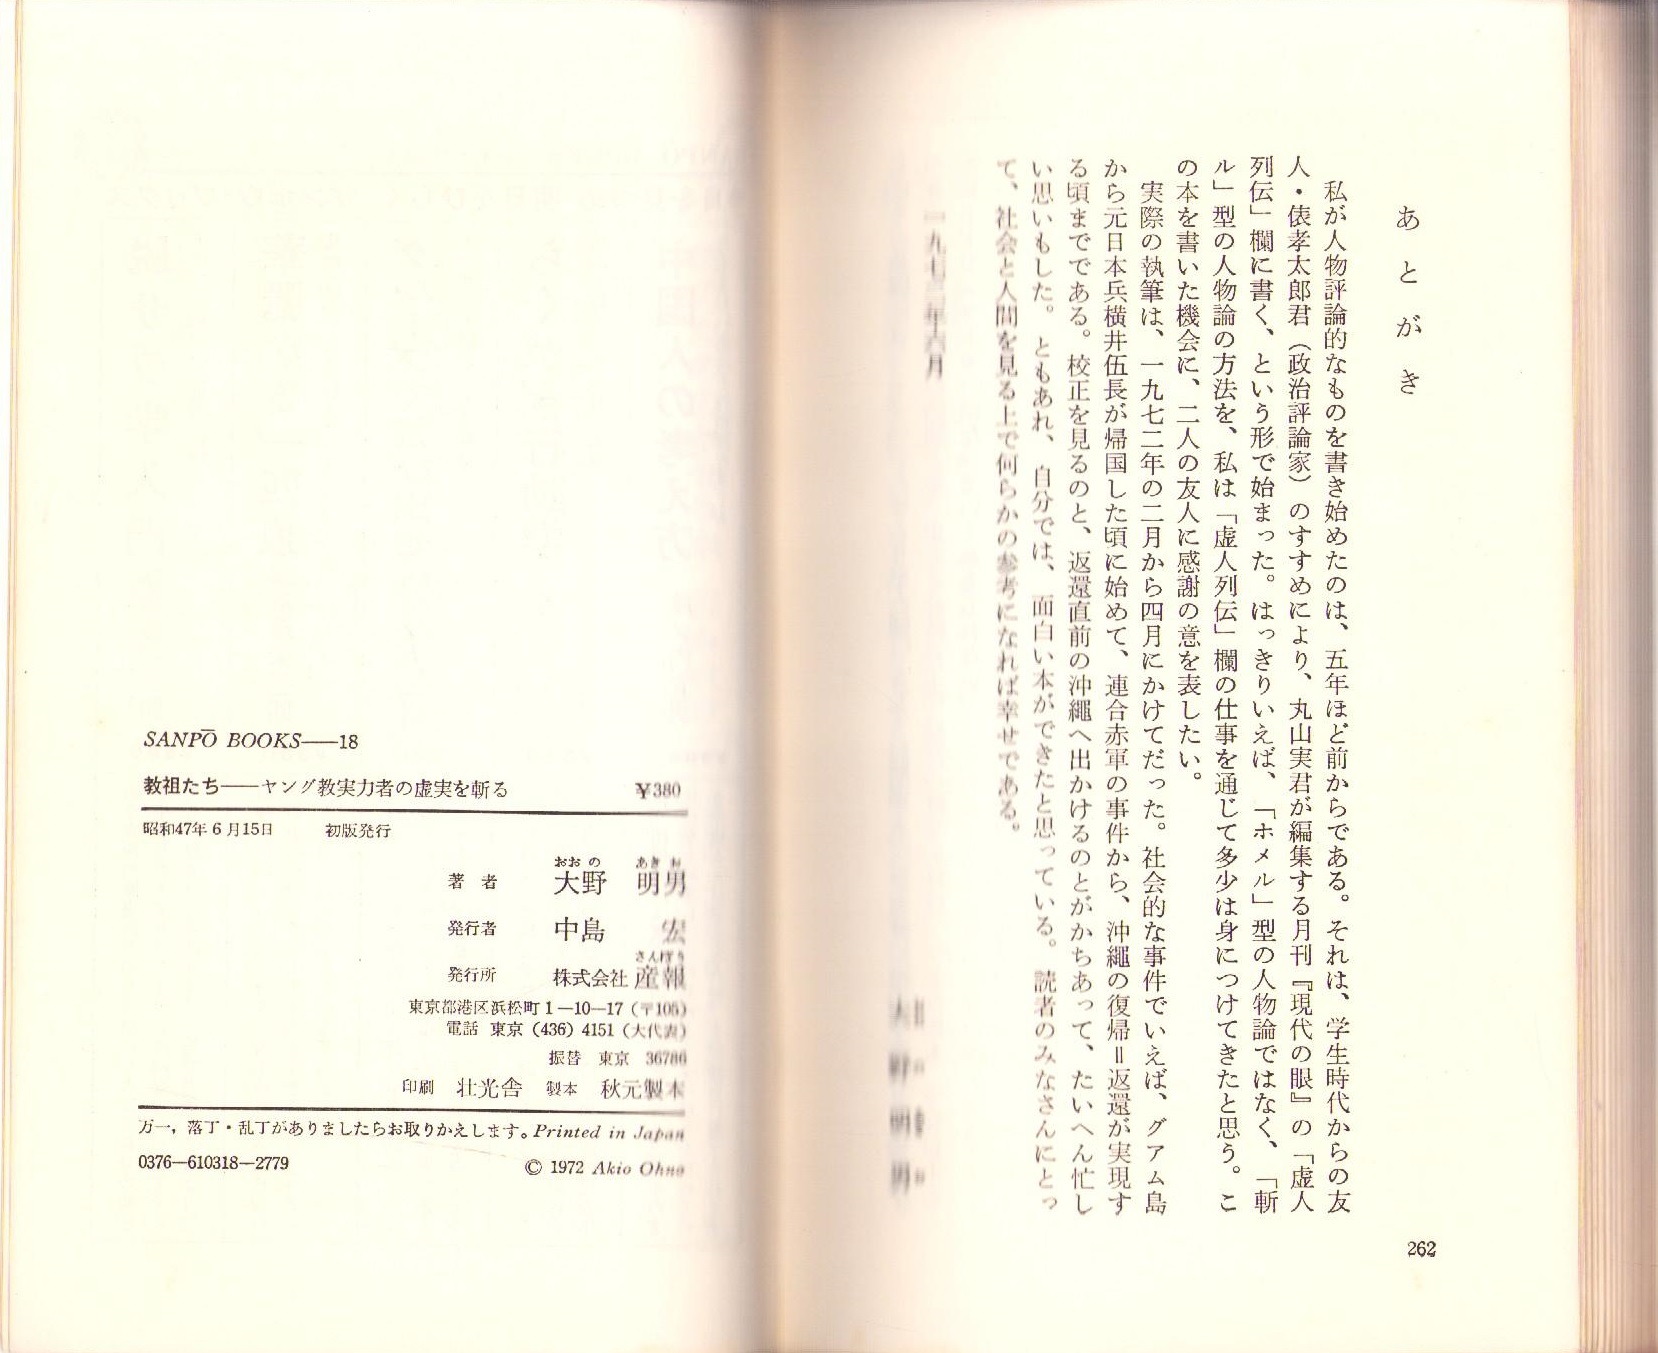 あとがき
私が人物評論的なものを書き始めたのは、五年ほど前からである。それは、学生時代からの友
人・俵孝太郎君（政治評論家）のすすめにより、丸山実君が編集する月刊『現代の眼』の「虚人
列伝」欄に書く、という形で始まった。はっきりいえば、「ホメル」型の人物論ではなく、「斬
ル」型の人物論の方法を、私は「虚人列伝」欄の仕事を通じて多少は身につけてきたと思う。こ
の本を書いた機会に、二人の友人に感謝の意を表したい。
実際の執筆は、一九七二年の二月から四月にかけてだった。社会的な事件でいえば、グアム島
から元日本兵横井伍長が帰国した頃に始めて、連合赤軍の事件から、沖縄の復帰＝返還が実現す
る頃までである。校正を見るのと、返還直前の沖縄へ出かけるのとがかちあって、たいへん忙し
い思いもした。ともあれ、自分では、面白い本ができたと思っている。読者のみなさんにとっ
て、社会と人間を見る上で何らかの参考になれば幸せである。
一九七二年六月
大野明男
262
SANPŌ BOOKS——18
教祖たち——ヤング教実力者の虚実を斬る ¥380
昭和47年6月15日 初版発行
おおの あきお
著者 大野 明男
発行者 中島 宏
さんぽう
発行所 株式会社 産報
東京都港区浜松町1－10－17（〒105）
電話 東京（436）4151（大代表）
振替 東京 36786
印刷 壮光舎 製本 秋元製本
万一，落丁・乱丁がありましたらお取りかえします。Printed in Japan
0376－610318－2779 © 1972 Akio Ohno